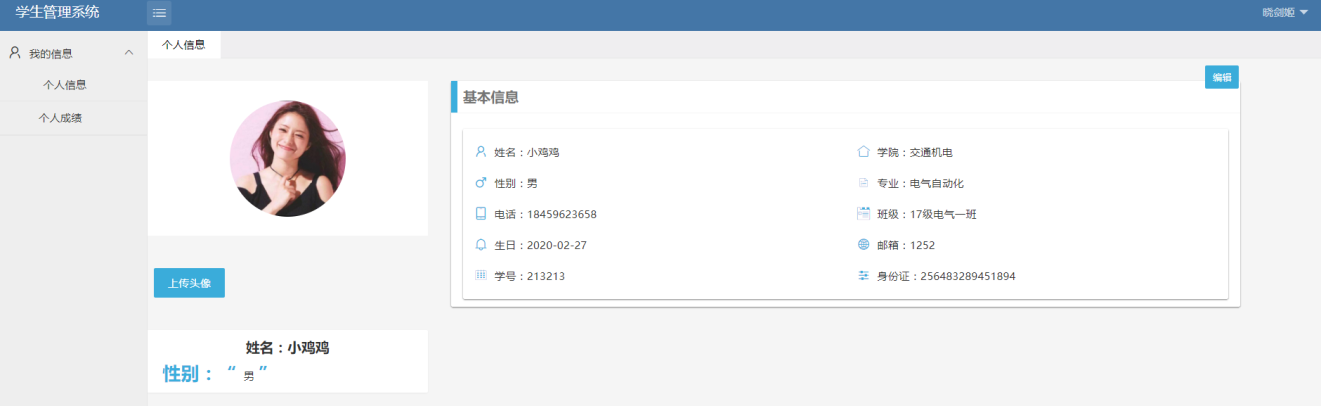 学生管理系统
晓剑姬
我的信息
个人信息
个人成绩
个人信息
编辑
基本信息
姓名：小鸡鸡
学院：交通机电
性别：男
专业：电气自动化
电话：18459623658
班级：17级电气一班
生日：2020-02-27
邮箱：1252
学号：213213
身份证：256483289451894
上传头像
姓名：小鸡鸡
性别：“ 男 ”